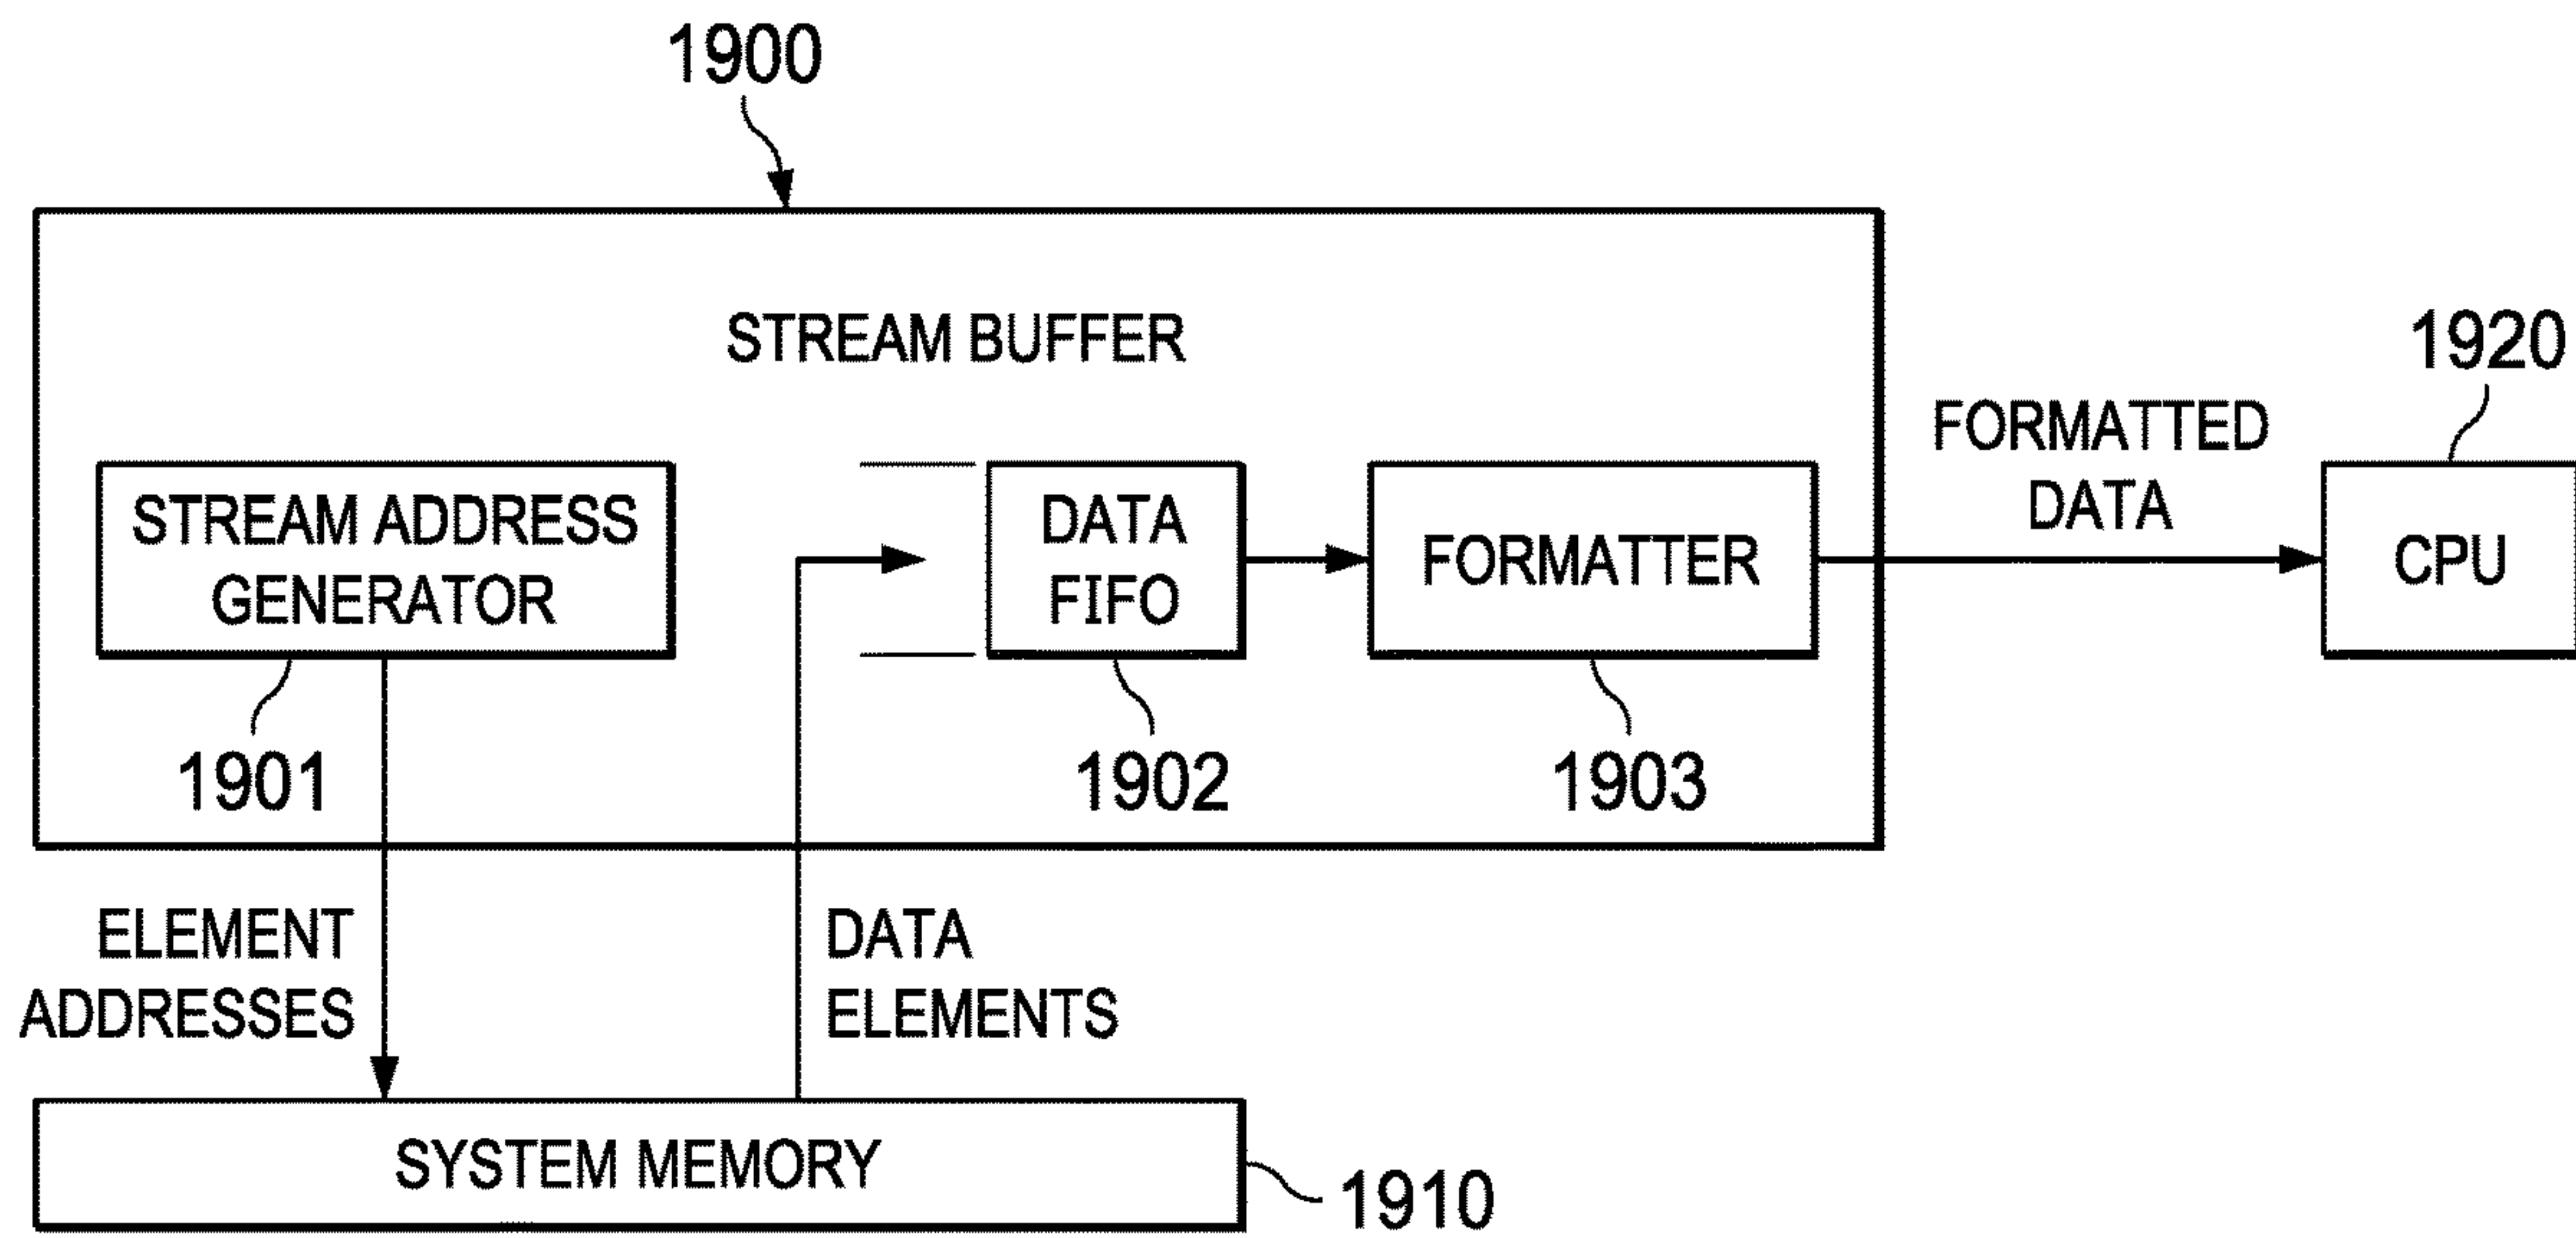 1900
STREAM BUFFER
1920
FORMATTED
DATA
STREAM ADDRESS
GENERATOR
DATA
FIFO
FORMATTER
CPU
1901
1902
1903
ELEMENT
ADDRESSES
DATA
ELEMENTS
SYSTEM MEMORY
1910